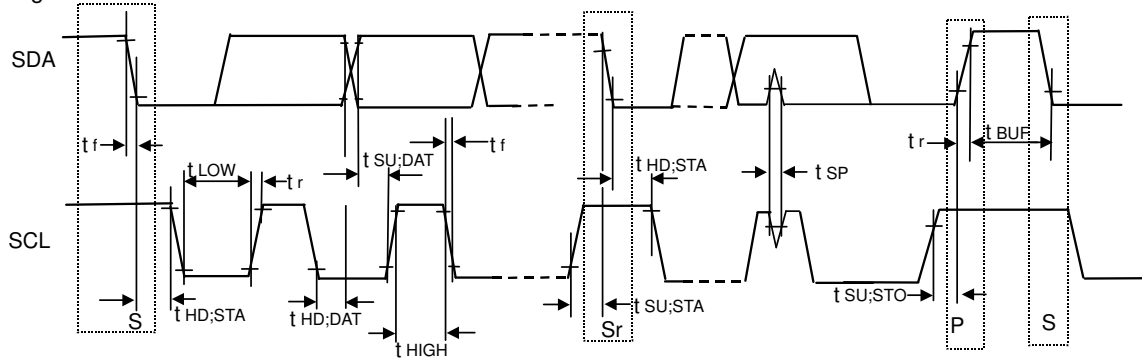 SDA
t f
t LOW
t r
t SU;DAT
t f
t HD;STA
t SP
t r
t BUF
SCL
S
t HD;STA
t HD;DAT
t HIGH
Sr
t SU;STA
t SU;STO
P
S